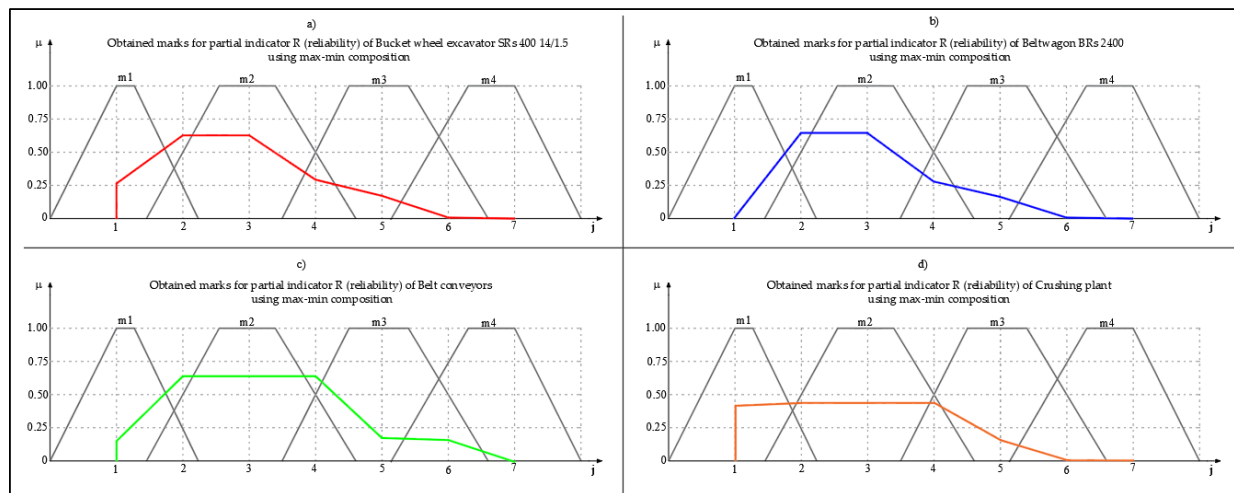 a)
Obtained marks for partial indicator R (reliability) of Bucket wheel excavator SRs 400 14/1.5
using max-min composition
μ
m1 m2 m3 m4
1.00
0.75
0.50
0.25
0
1 2 3 4 5 6 7 j
b)
Obtained marks for partial indicator R (reliability) of Beltwagon BRs 2400
using max-min composition
μ
m1 m2 m3 m4
1.00
0.75
0.50
0.25
0
1 2 3 4 5 6 7 j
c)
Obtained marks for partial indicator R (reliability) of Belt conveyors
using max-min composition
μ
m1 m2 m3 m4
1.00
0.75
0.50
0.25
0
1 2 3 4 5 6 7 j
d)
Obtained marks for partial indicator R (reliability) of Crushing plant
using max-min composition
μ
m1 m2 m3 m4
1.00
0.75
0.50
0.25
0
1 2 3 4 5 6 7 j